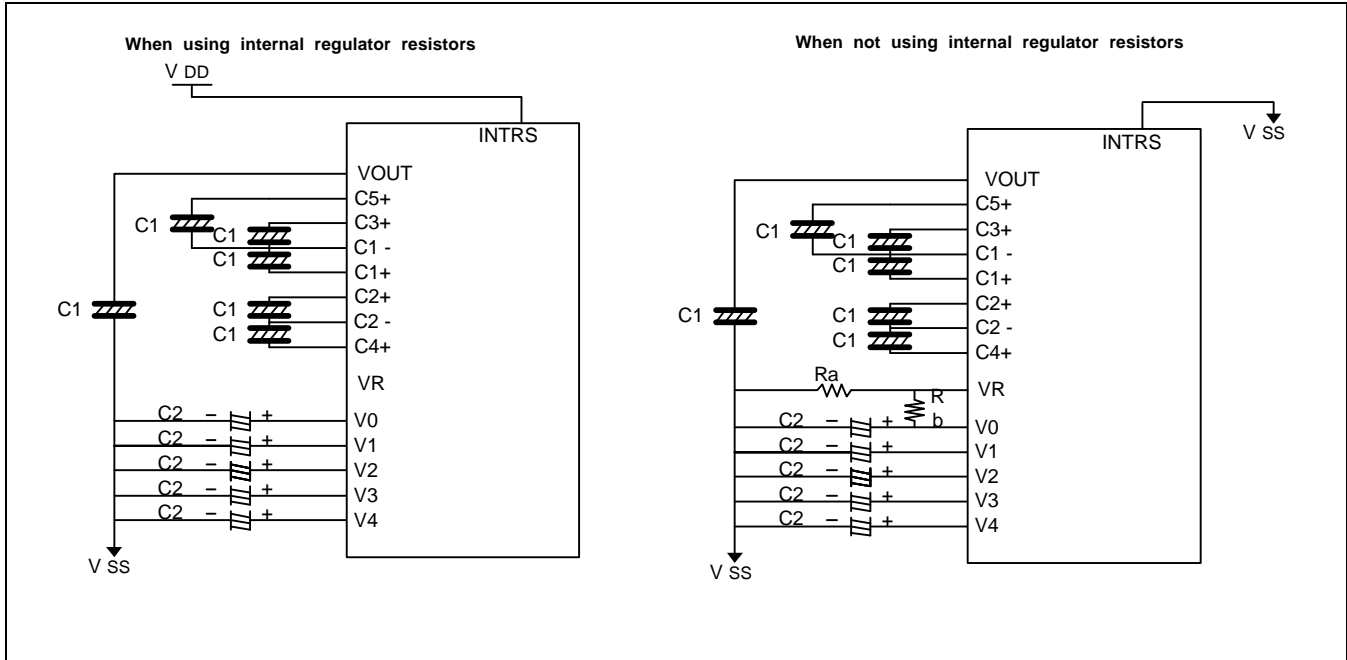 When using internal regulator resistors
V DD
INTRS
VOUT
C5+
C1
C3+
C1
C1 -
C1
C1+
C2+
C1
C1
C2 -
C1
C4+
VR
C2 − + V0
C2 − + V1
C2 − + V2
C2 − + V3
C2 − + V4
V SS
When not using internal regulator resistors
V SS
INTRS
VOUT
C5+
C1
C3+
C1
C1 -
C1
C1+
C2+
C1
C1
C2 -
C1
C4+
Ra
VR
R
b
C2 − + V0
C2 − + V1
C2 − + V2
C2 − + V3
C2 − + V4
V SS